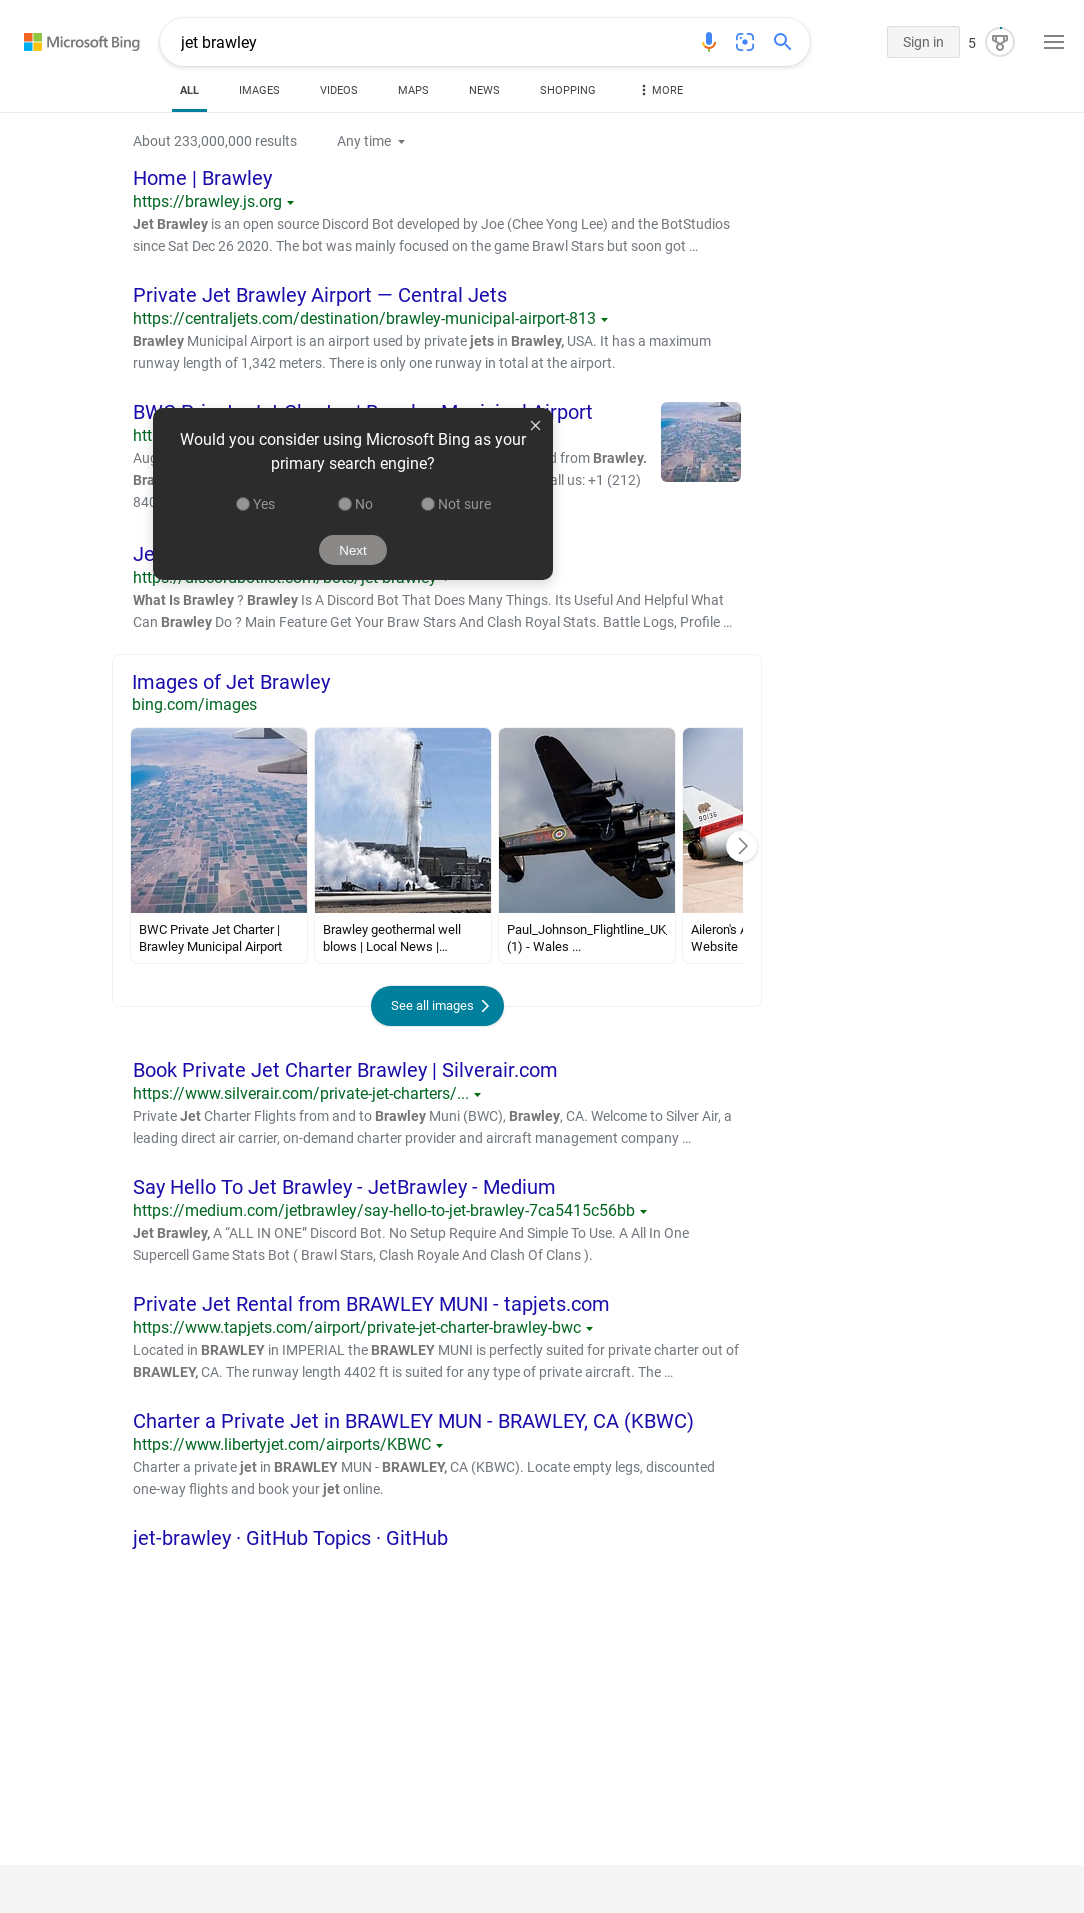 Microsoft Bing
jet brawley
Sign in
5
ALL
IMAGES
VIDEOS
MAPS
NEWS
SHOPPING
MORE
About 233,000,000 results
Any time
Home | Brawley
https://brawley.js.org
Jet Brawley is an open source Discord Bot developed by Joe (Chee Yong Lee) and the BotStudios
since Sat Dec 26 2020. The bot was mainly focused on the game Brawl Stars but soon got ...
Private Jet Brawley Airport — Central Jets
https://centraljets.com/destination/brawley-municipal-airport-813
Brawley Municipal Airport is an airport used by private jets in Brawley, USA. It has a maximum
runway length of 1,342 meters. There is only one runway in total at the airport.
BWC Private Jet Charter | Brawley Municipal Airport
from Brawley.
all us: +1 (212)
840
Would you consider using Microsoft Bing as your
primary search engine?
Yes
No
Not sure
Next
Je
https://discordbotlist.com/bots/jet-brawley
What Is Brawley ? Brawley Is A Discord Bot That Does Many Things. Its Useful And Helpful What
Can Brawley Do ? Main Feature Get Your Braw Stars And Clash Royal Stats. Battle Logs, Profile ...
Images of Jet Brawley
bing.com/images
90136
CALIFORNIA
BWC Private Jet Charter |
Brawley Municipal Airport
Brawley geothermal well
blows | Local News |...
Paul_Johnson_Flightline_UK
(1) - Wales ...
Aileron's A
Website
See all images
Book Private Jet Charter Brawley | Silverair.com
https://www.silverair.com/private-jet-charters/...
Private Jet Charter Flights from and to Brawley Muni (BWC), Brawley, CA. Welcome to Silver Air, a
leading direct air carrier, on-demand charter provider and aircraft management company ...
Say Hello To Jet Brawley - JetBrawley - Medium
https://medium.com/jetbrawley/say-hello-to-jet-brawley-7ca5415c56bb
Jet Brawley, A “ALL IN ONE” Discord Bot. No Setup Require And Simple To Use. A All In One
Supercell Game Stats Bot ( Brawl Stars, Clash Royale And Clash Of Clans ).
Private Jet Rental from BRAWLEY MUNI - tapjets.com
https://www.tapjets.com/airport/private-jet-charter-brawley-bwc
Located in BRAWLEY in IMPERIAL the BRAWLEY MUNI is perfectly suited for private charter out of
BRAWLEY, CA. The runway length 4402 ft is suited for any type of private aircraft. The ...
Charter a Private Jet in BRAWLEY MUN - BRAWLEY, CA (KBWC)
https://www.libertyjet.com/airports/KBWC
Charter a private jet in BRAWLEY MUN - BRAWLEY, CA (KBWC). Locate empty legs, discounted
one-way flights and book your jet online.
jet-brawley · GitHub Topics · GitHub